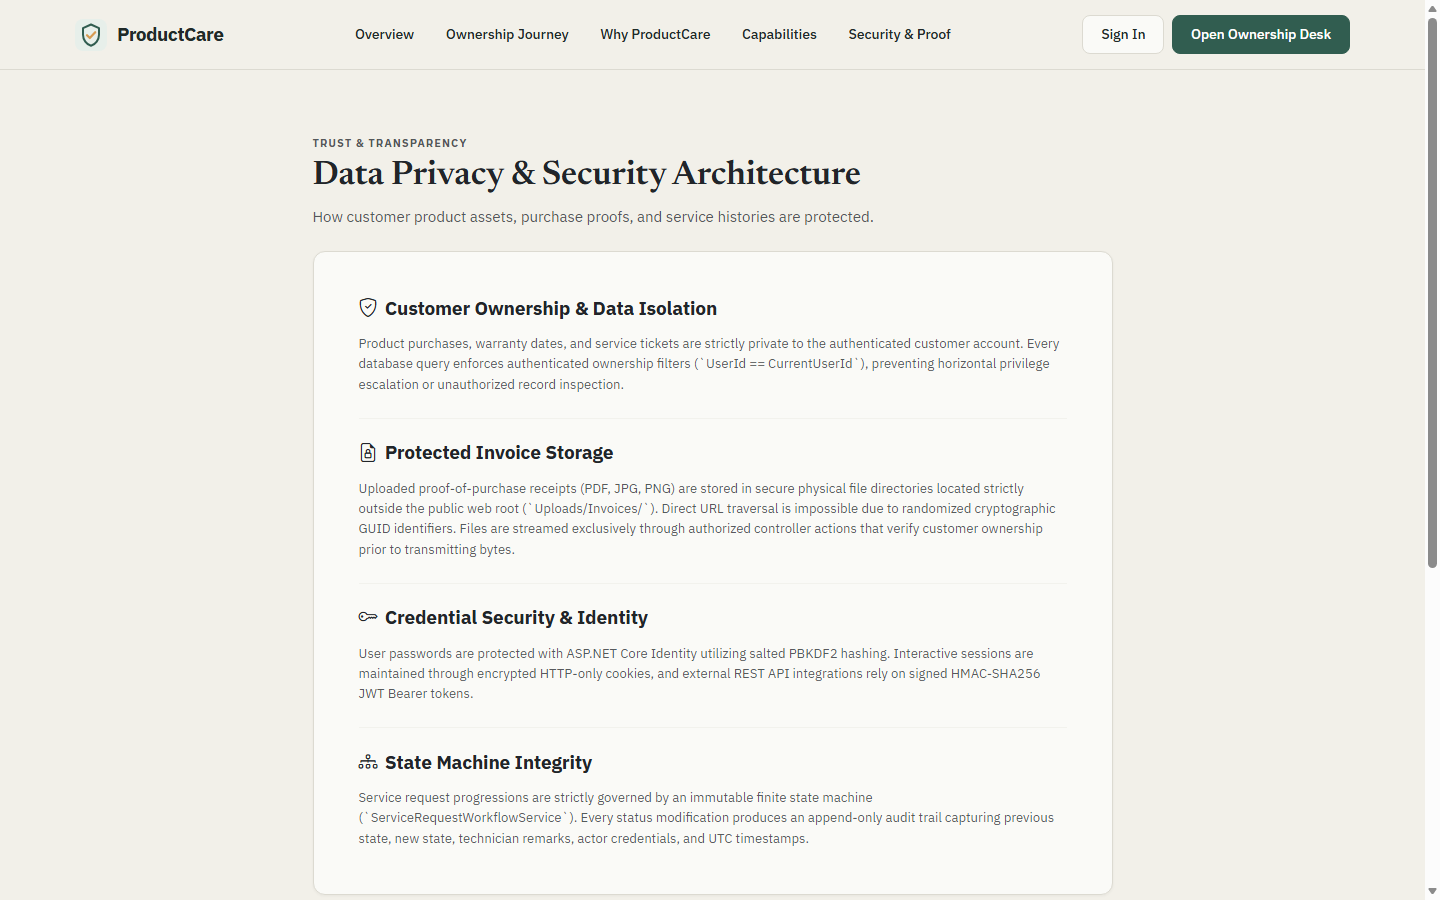 ProductCare
Overview
Ownership Journey
Why ProductCare
Capabilities
Security & Proof
Sign In
Open Ownership Desk
TRUST & TRANSPARENCY
Data Privacy & Security Architecture
How customer product assets, purchase proofs, and service histories are protected.
Customer Ownership & Data Isolation
Product purchases, warranty dates, and service tickets are strictly private to the authenticated customer account. Every
database query enforces authenticated ownership filters (`UserId == CurrentUserId`), preventing horizontal privilege
escalation or unauthorized record inspection.
Protected Invoice Storage
Uploaded proof-of-purchase receipts (PDF, JPG, PNG) are stored in secure physical file directories located strictly
outside the public web root (`Uploads/Invoices/`). Direct URL traversal is impossible due to randomized cryptographic
GUID identifiers. Files are streamed exclusively through authorized controller actions that verify customer ownership
prior to transmitting bytes.
Credential Security & Identity
User passwords are protected with ASP.NET Core Identity utilizing salted PBKDF2 hashing. Interactive sessions are
maintained through encrypted HTTP-only cookies, and external REST API integrations rely on signed HMAC-SHA256
JWT Bearer tokens.
State Machine Integrity
Service request progressions are strictly governed by an immutable finite state machine
(`ServiceRequestWorkflowService`). Every status modification produces an append-only audit trail capturing previous
state, new state, technician remarks, actor credentials, and UTC timestamps.